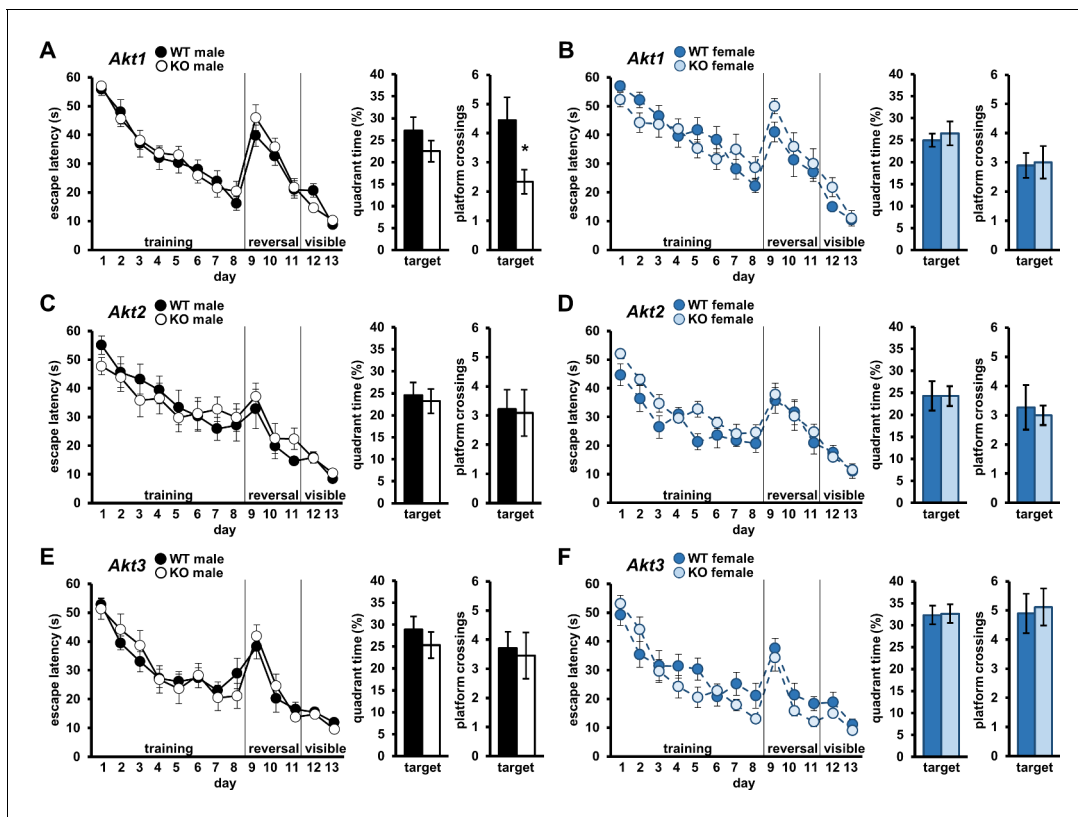 A
Akt1
WT male
KO male
escape latency (s)
60
50
40
30
20
10
0
training
reversal
visible
1 2 3 4 5 6 7 8 9 10 11 12 13
day
quadrant time (%)
40
35
30
25
20
15
10
5
0
target
platform crossings
6
5
4
3
2
1
0
*
target
B
Akt1
WT female
KO female
escape latency (s)
60
50
40
30
20
10
0
training
reversal
visible
1 2 3 4 5 6 7 8 9 10 11 12 13
day
quadrant time (%)
40
35
30
25
20
15
10
5
0
target
platform crossings
6
5
4
3
2
1
0
target
C
Akt2
WT male
KO male
escape latency (s)
60
50
40
30
20
10
0
training
reversal
visible
1 2 3 4 5 6 7 8 9 10 11 12 13
day
quadrant time (%)
40
35
30
25
20
15
10
5
0
target
platform crossings
6
5
4
3
2
1
0
target
D
Akt2
WT female
KO female
escape latency (s)
60
50
40
30
20
10
0
training
reversal
visible
1 2 3 4 5 6 7 8 9 10 11 12 13
day
quadrant time (%)
40
35
30
25
20
15
10
5
0
target
platform crossings
6
5
4
3
2
1
0
target
E
Akt3
WT male
KO male
escape latency (s)
60
50
40
30
20
10
0
training
reversal
visible
1 2 3 4 5 6 7 8 9 10 11 12 13
day
quadrant time (%)
40
35
30
25
20
15
10
5
0
target
platform crossings
6
5
4
3
2
1
0
target
F
Akt3
WT female
KO female
escape latency (s)
60
50
40
30
20
10
0
training
reversal
visible
1 2 3 4 5 6 7 8 9 10 11 12 13
day
quadrant time (%)
40
35
30
25
20
15
10
5
0
target
platform crossings
6
5
4
3
2
1
0
target